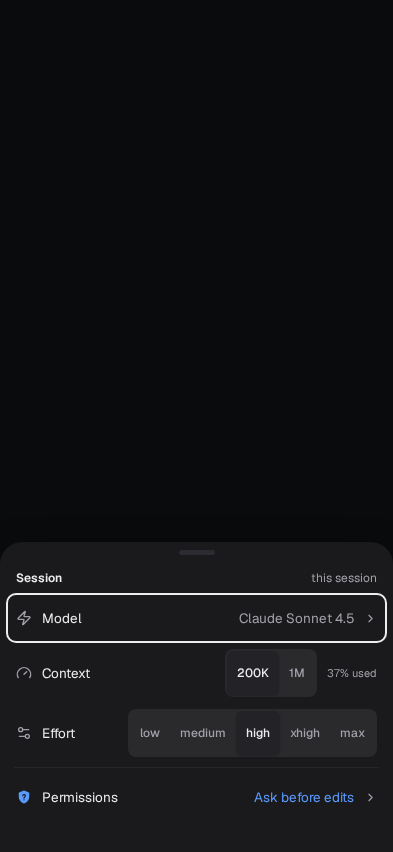 Session this session
Model Claude Sonnet 4.5
Context 200K 1M 37% used
Effort low medium high xhigh max
Permissions Ask before edits